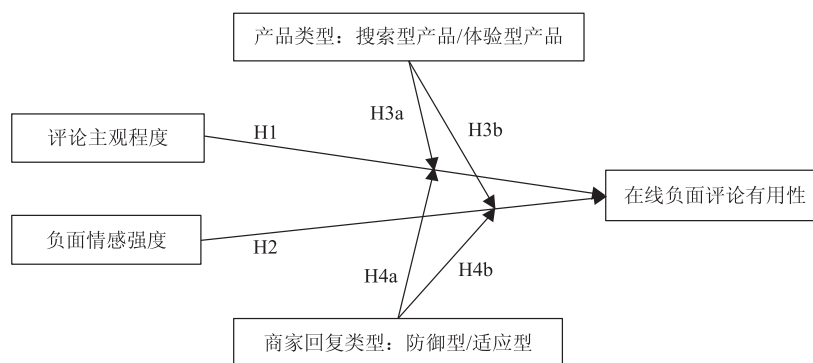 产品类型：搜索型产品/体验型产品
H3a
H3b
评论主观程度
H1
在线负面评论有用性
负面情感强度
H2
H4a
H4b
商家回复类型：防御型/适应型